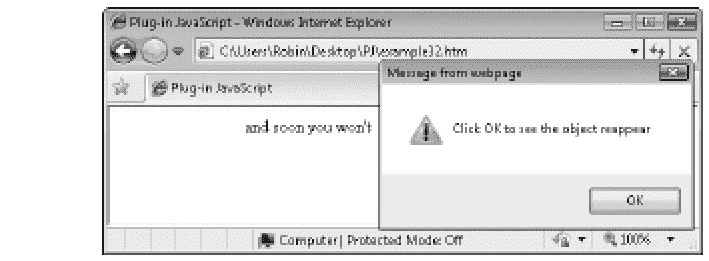 Plug-in JavaScript - Windows Internet Explorer
C:\Users\Robin\Desktop\PJ\example32.htm
Plug-in JavaScript
Message from webpage
and soon you won't
Click OK to see the object reappear
OK
Computer | Protected Mode: Off
100%